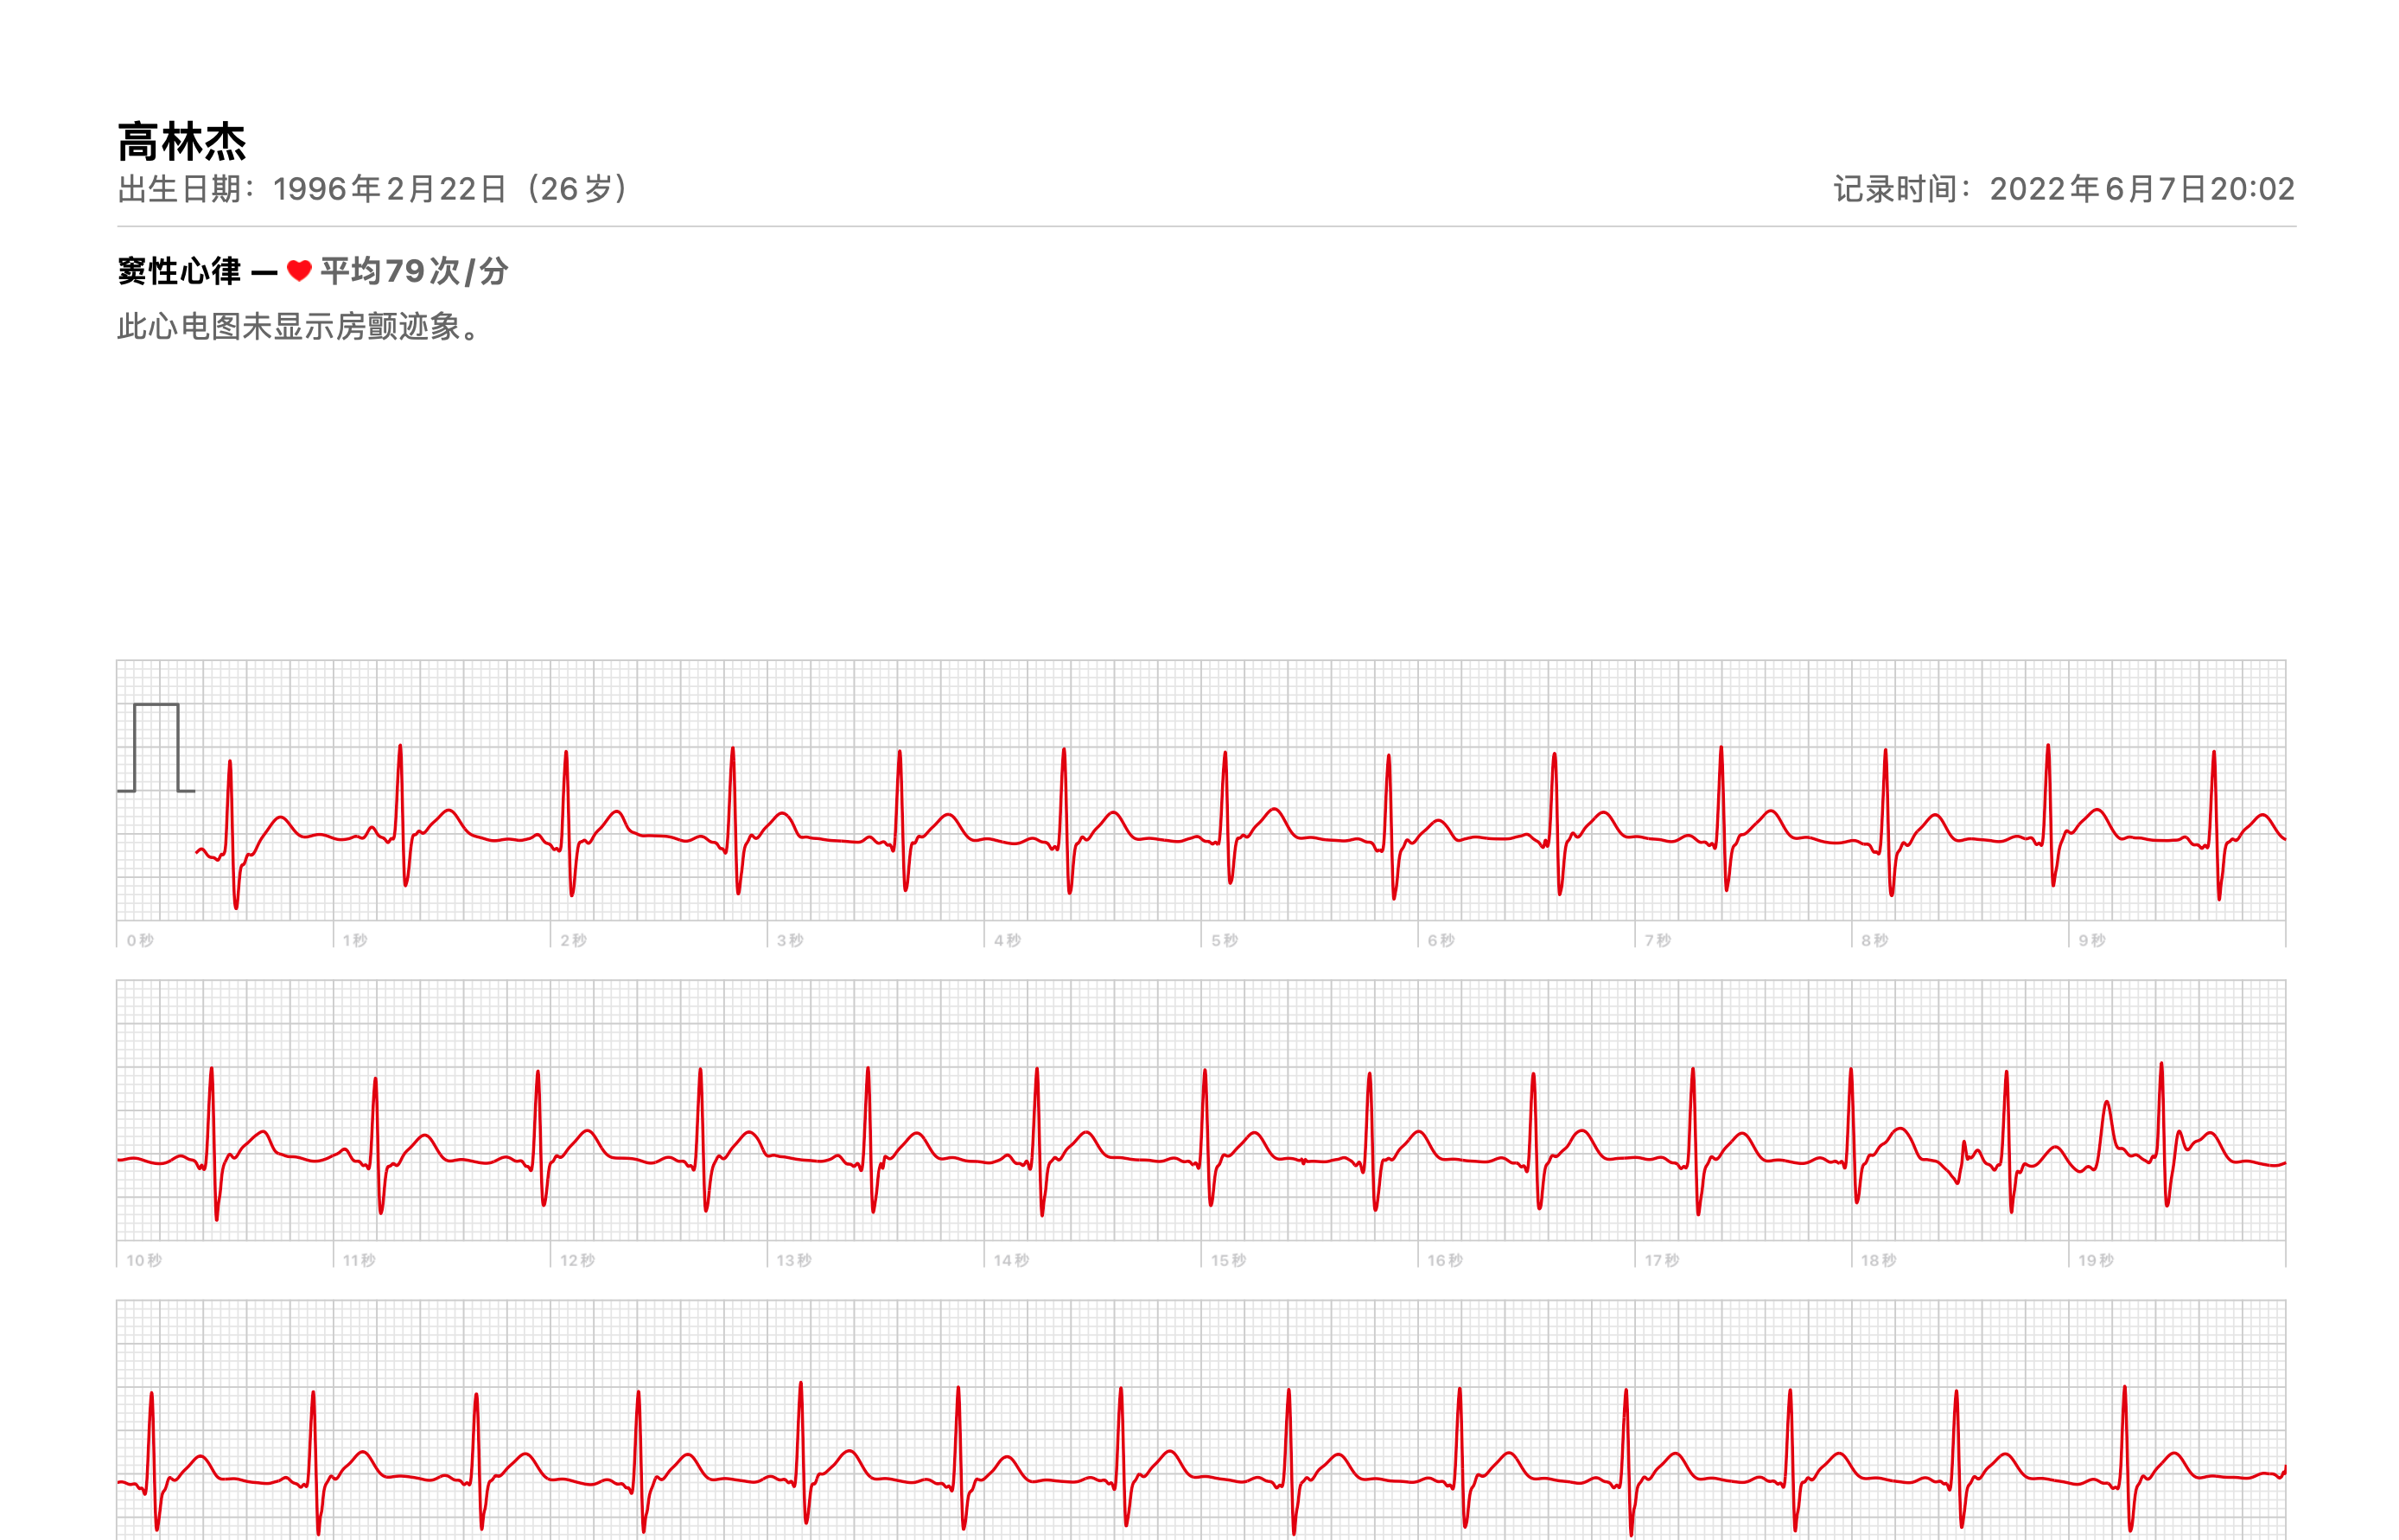 高林杰
出生日期：1996年2月22日（26岁）
记录时间：2022年6月7日20:02
窦性心律 — ❤️ 平均79次/分
此心电图未显示房颤迹象。
0秒 1秒 2秒 3秒 4秒 5秒 6秒 7秒 8秒 9秒
10秒 11秒 12秒 13秒 14秒 15秒 16秒 17秒 18秒 19秒